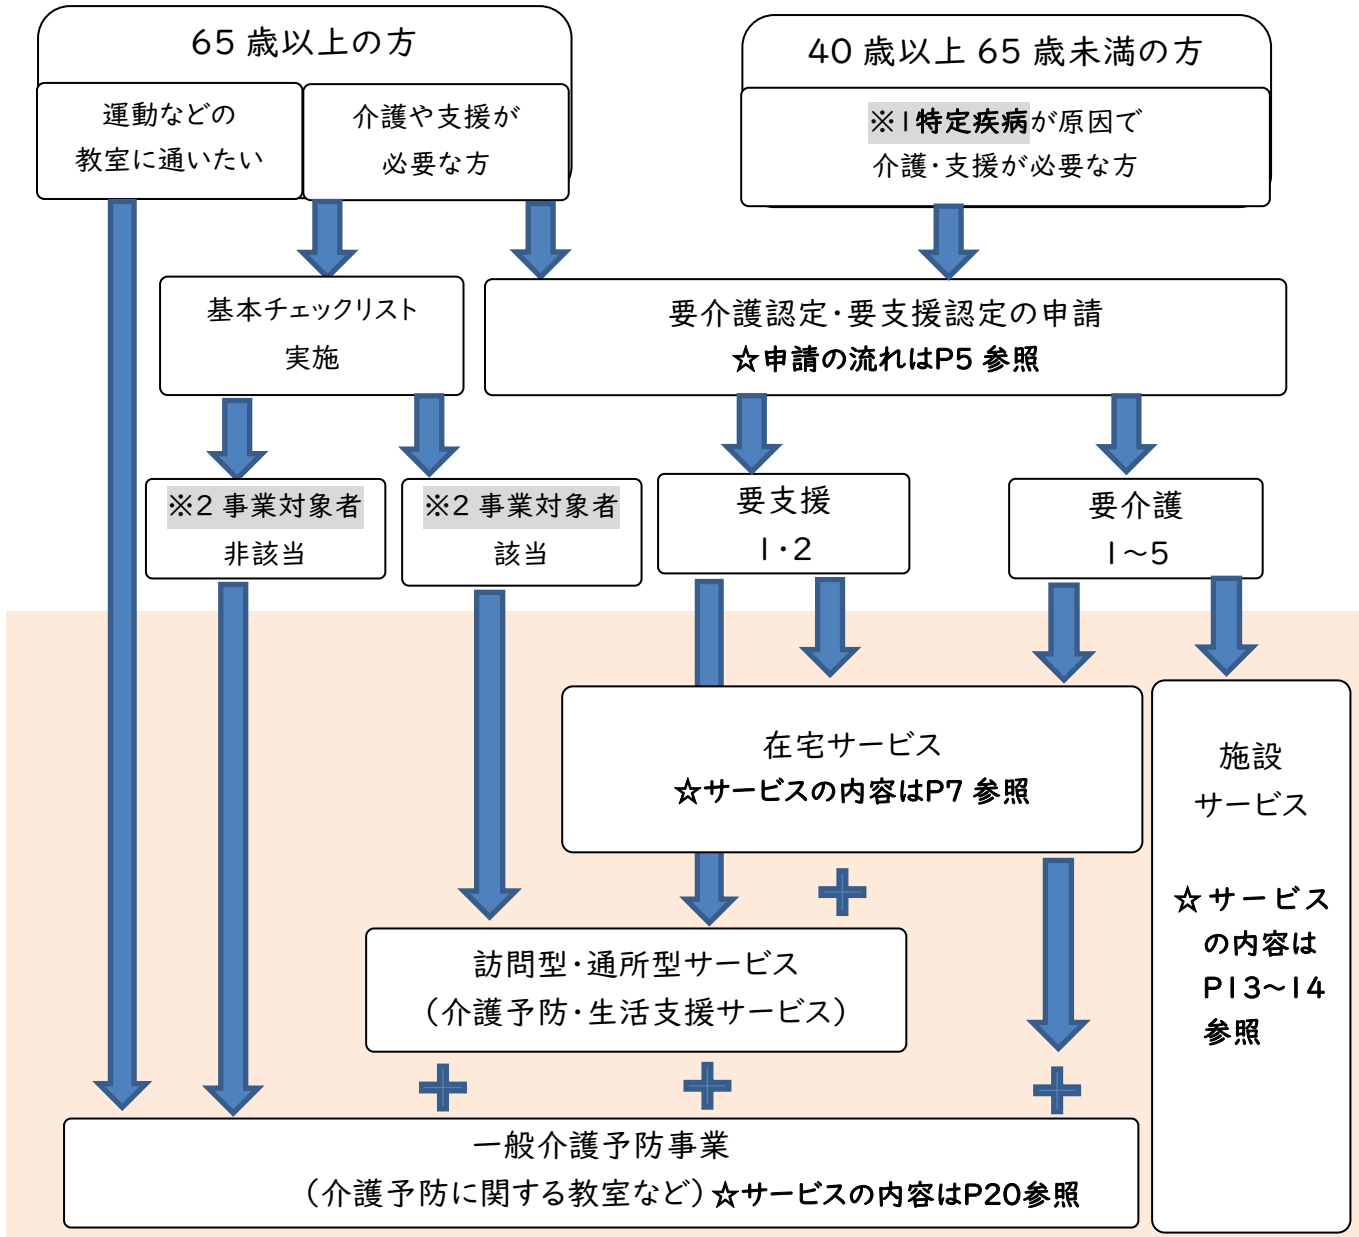 65 歳以上の方
運動などの
教室に通いたい
介護や支援が
必要な方
40 歳以上 65 歳未満の方
※1特定疾病が原因で
介護・支援が必要な方
基本チェックリスト
実施
要介護認定・要支援認定の申請
☆申請の流れはP5 参照
※2 事業対象者
非該当
※2 事業対象者
該当
要支援
1・2
要介護
1～5
在宅サービス
☆サービスの内容はP7 参照
施設
サービス
☆サービス
の内容は
P13～14
参照
訪問型・通所型サービス
（介護予防・生活支援サービス）
一般介護予防事業
（介護予防に関する教室など）☆サービスの内容はP20参照